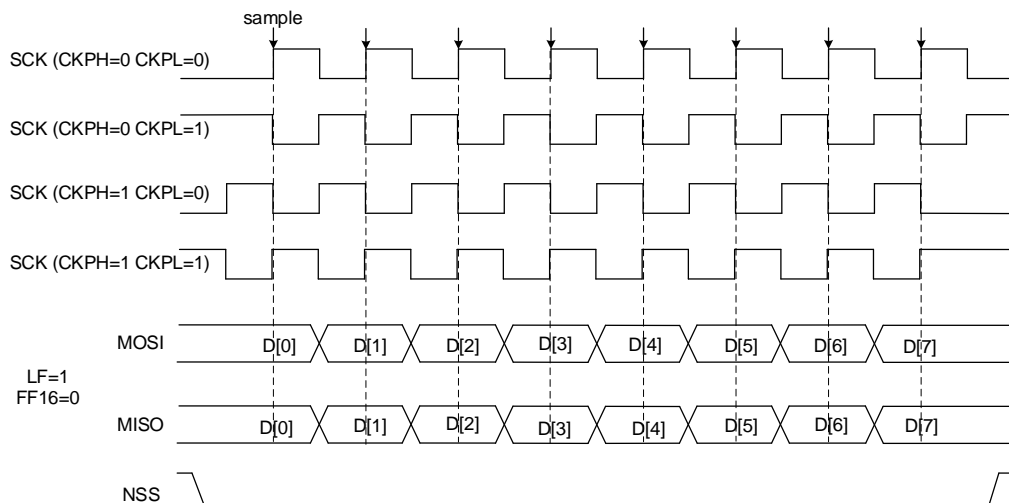 sample
SCK (CKPH=0 CKPL=0)
SCK (CKPH=0 CKPL=1)
SCK (CKPH=1 CKPL=0)
SCK (CKPH=1 CKPL=1)
MOSI
D[0] D[1] D[2] D[3] D[4] D[5] D[6] D[7]
LF=1
FF16=0
MISO
D[0] D[1] D[2] D[3] D[4] D[5] D[6] D[7]
NSS